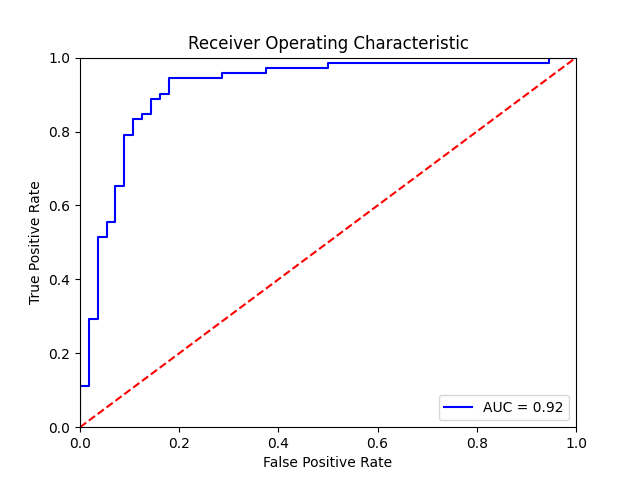 Receiver Operating Characteristic
True Positive Rate
1.0
0.8
0.6
0.4
0.2
0.0
AUC = 0.92
0.0 0.2 0.4 0.6 0.8 1.0
False Positive Rate